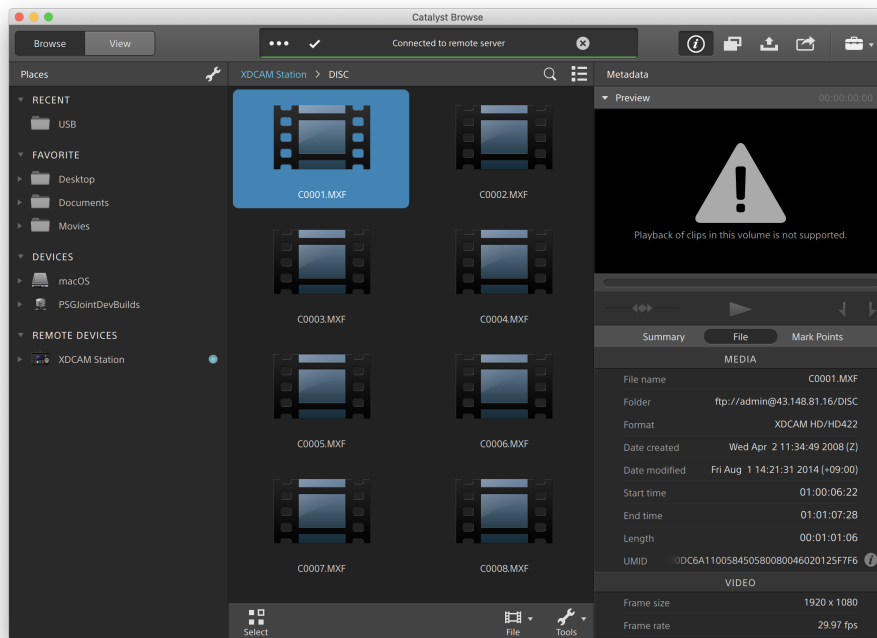 Catalyst Browse
Browse
View
Connected to remote server
Places
RECENT
USB
FAVORITE
Desktop
Documents
Movies
DEVICES
macOS
PSGJointDevBuilds
REMOTE DEVICES
XDCAM Station
XDCAM Station > DISC
C0001.MXF
C0002.MXF
C0003.MXF
C0004.MXF
C0005.MXF
C0006.MXF
C0007.MXF
C0008.MXF
Select
File
Tools
Metadata
Preview 00:00:00:00
Playback of clips in this volume is not supported.
Summary
File
Mark Points
MEDIA
File name C0001.MXF
Folder ftp://admin@43.148.81.16/DISC
Format XDCAM HD/HD422
Date created Wed Apr 2 11:34:49 2008 (Z)
Date modified Fri Aug 1 14:21:31 2014 (+09:00)
Start time 01:00:06:22
End time 01:01:07:28
Length 00:01:01:06
UMID 0DC6A110058450580080046020125F7F6
VIDEO
Frame size 1920 x 1080
Frame rate 29.97 fps